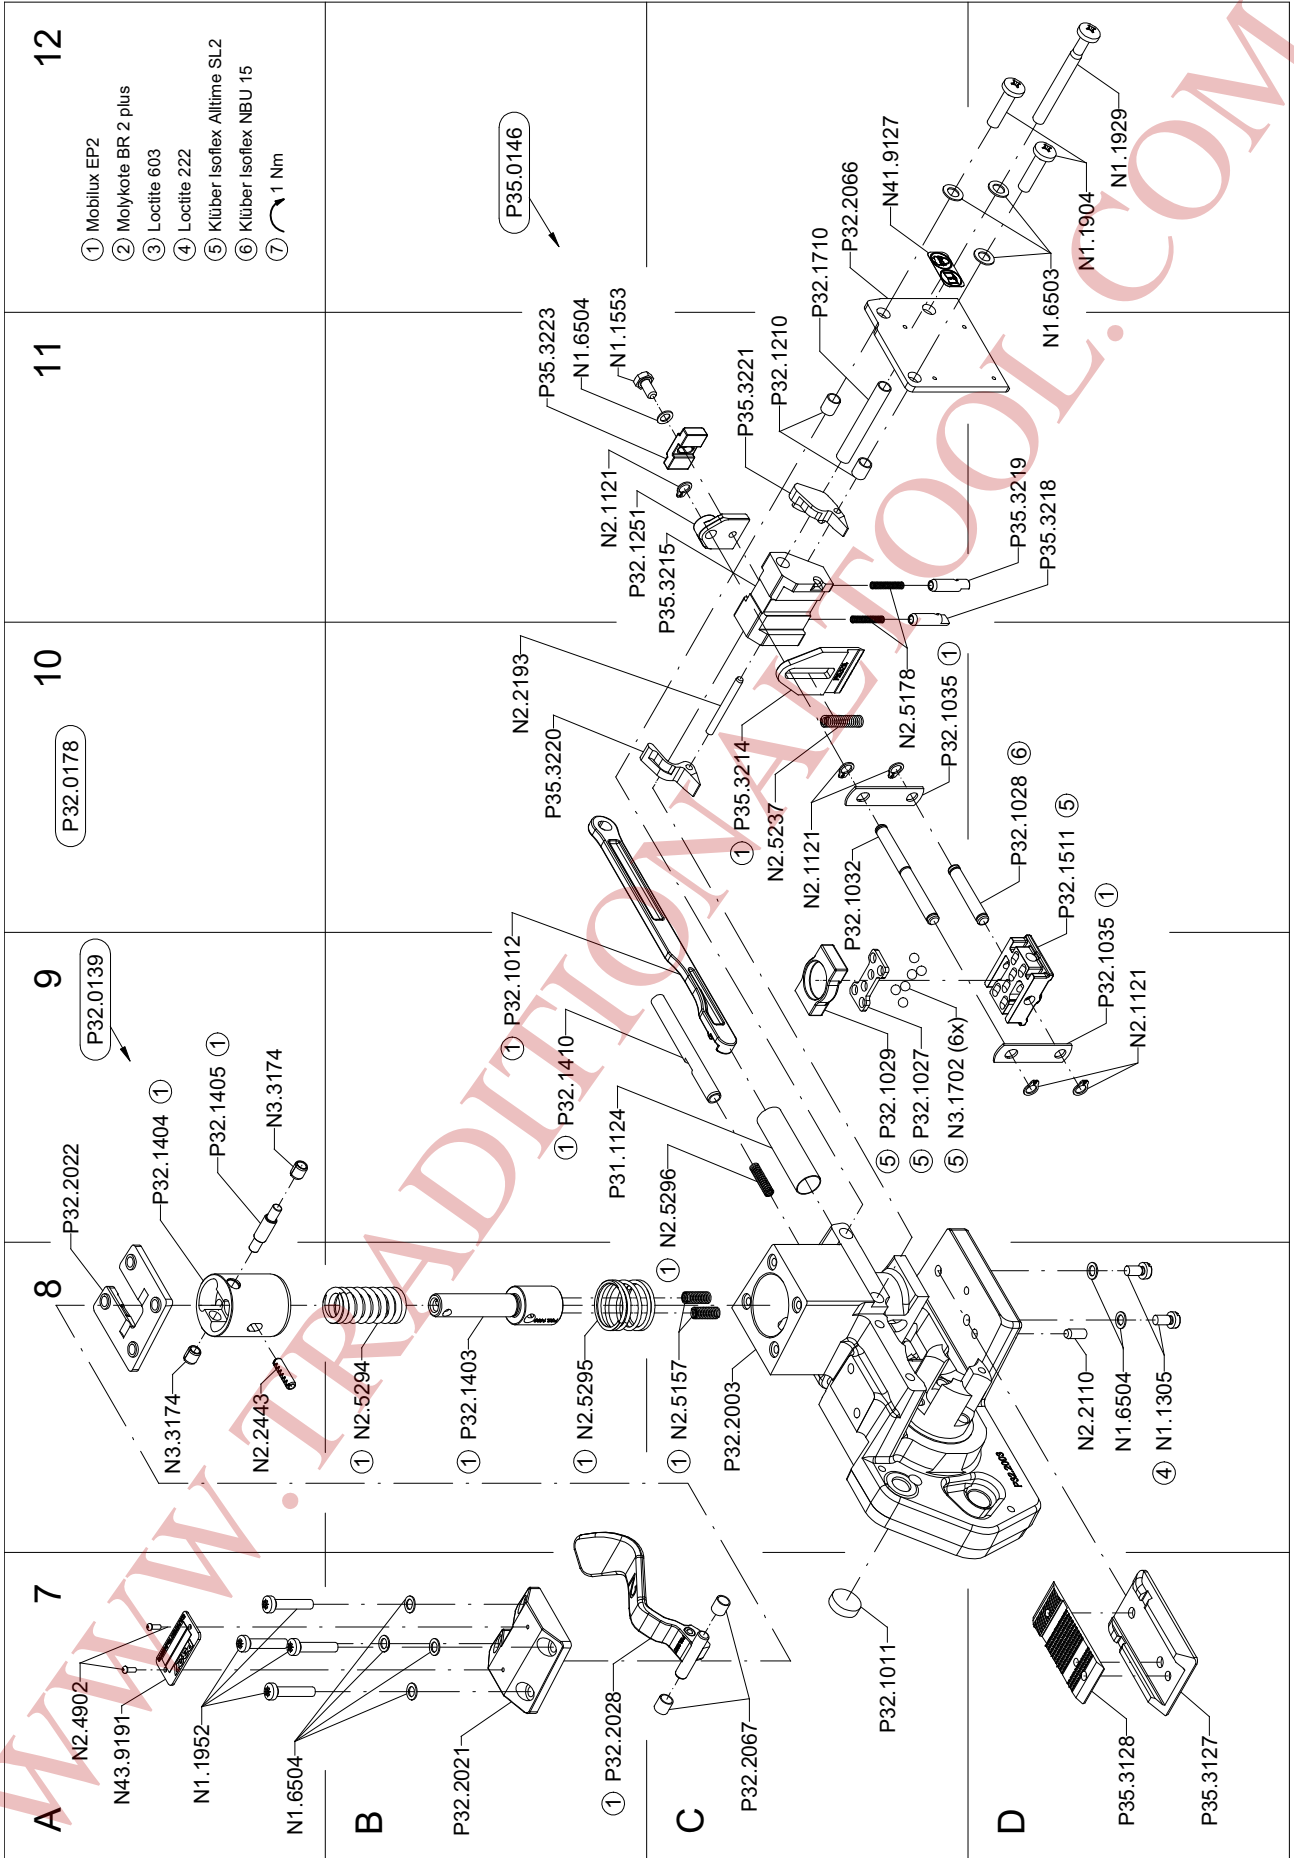 12
11
10
9
8
7
A
B
C
D
1 Mobilux EP2
2 Molykote BR 2 plus
3 Loctite 603
4 Loctite 222
5 Klüber Isoflex Alltime SL2
6 Klüber Isoflex NBU 15
7 1 Nm
P35.0146
P32.0178
P32.0139
P32.2022
P32.1404 1
P32.1405 1
N3.3174
N3.3174
N2.2443
N2.4902
N43.9191
N1.1952
N1.6504
P32.2021
1 N2.5294
1 P32.1403
1 N2.5295
1 N2.5157
1 N2.5296
P32.2003
1 P32.2028
P32.2067
P32.1011
1 P32.1012
1 P32.1410
P31.1124
N2.2193
P35.3220
P35.3223
N1.6504
N1.1553
N2.1121
P32.1251
P35.3215
P35.3221
P32.1210
P32.1710
P32.2066
N41.9127
N1.6503
N1.1904
N1.1929
P35.3219
P35.3218
N2.5178
1 P35.3214
N2.5237
N2.1121
P32.1032
P32.1035 1
P32.1028 6
P32.1511 5
P32.1035 1
N2.1121
5 P32.1029
5 P32.1027
5 N3.1702 (6x)
P32.2003
N2.2110
N1.6504
4 N1.1305
P35.3128
P35.3127
WWW.TRADITIONALTOOL.COM